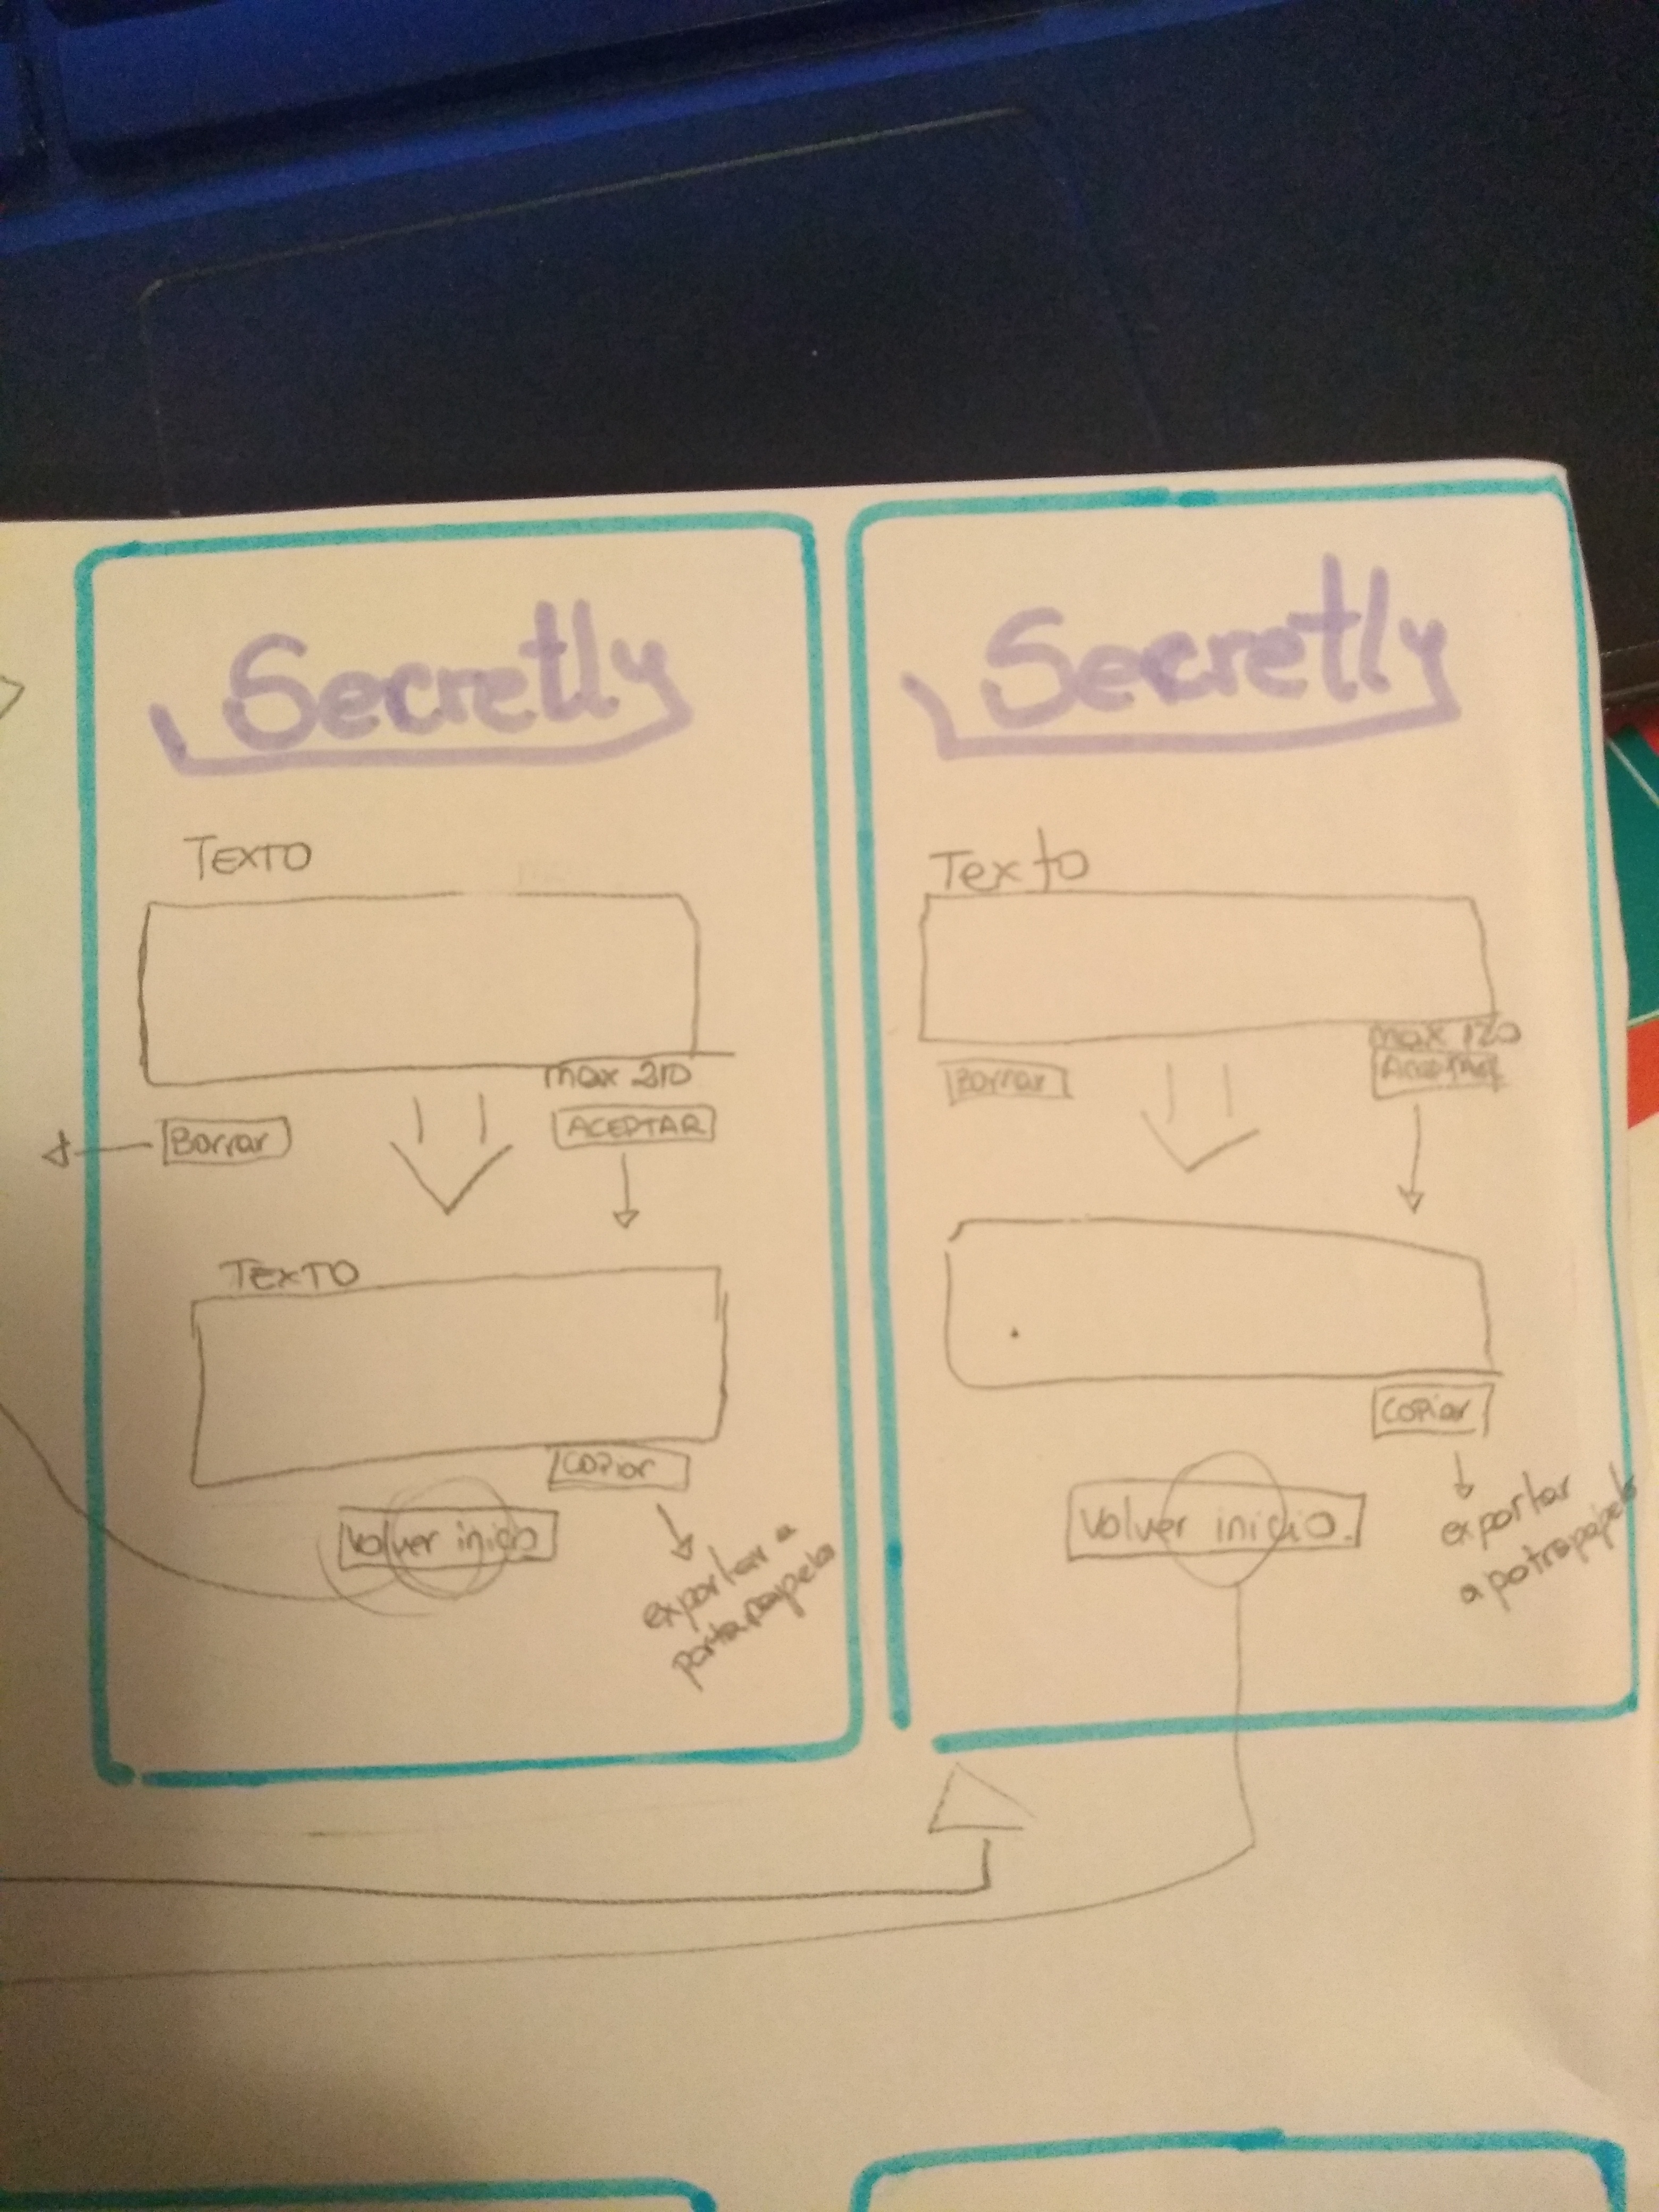 Secretly
TEXTO
max 210
Borrar
ACEPTAR
TEXTO
Copiar
Volver inicio
exportar a
portapapeles
Secretly
Texto
max 120
Borrar
Aceptar
Copiar
Volver inicio.
exportar
a potrapapeles